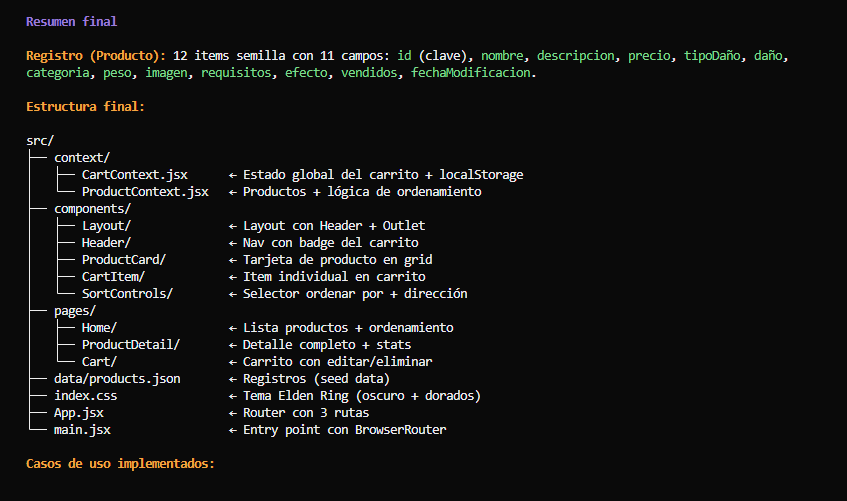 Resumen final
Registro (Producto): 12 items semilla con 11 campos: id (clave), nombre, descripcion, precio, tipoDaño, daño,
categoria, peso, imagen, requisitos, efecto, vendidos, fechaModificacion.
Estructura final:
src/
├── context/
│   ├── CartContext.jsx      ← Estado global del carrito + localStorage
│   └── ProductContext.jsx   ← Productos + lógica de ordenamiento
├── components/
│   ├── Layout/              ← Layout con Header + Outlet
│   ├── Header/              ← Nav con badge del carrito
│   ├── ProductCard/         ← Tarjeta de producto en grid
│   ├── CartItem/            ← Item individual en carrito
│   └── SortControls/        ← Selector ordenar por + dirección
├── pages/
│   ├── Home/                ← Lista productos + ordenamiento
│   ├── ProductDetail/       ← Detalle completo + stats
│   └── Cart/                ← Carrito con editar/eliminar
├── data/products.json       ← Registros (seed data)
├── index.css                ← Tema Elden Ring (oscuro + dorados)
├── App.jsx                  ← Router con 3 rutas
└── main.jsx                 ← Entry point con BrowserRouter
Casos de uso implementados: